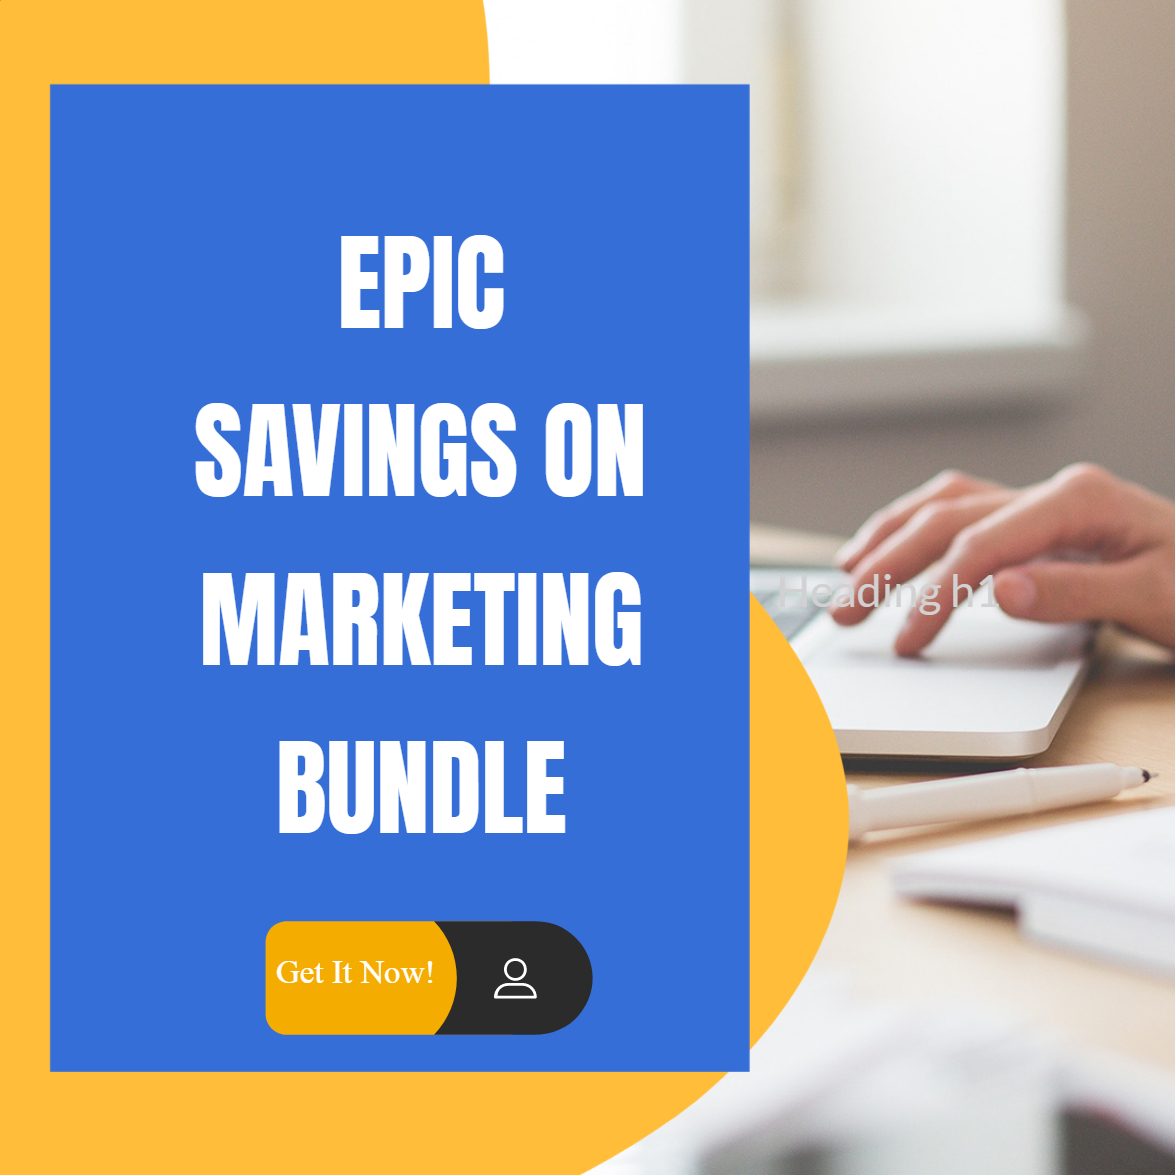 EPIC
SAVINGS ON
MARKETING
BUNDLE
Heading h1
Get It Now!